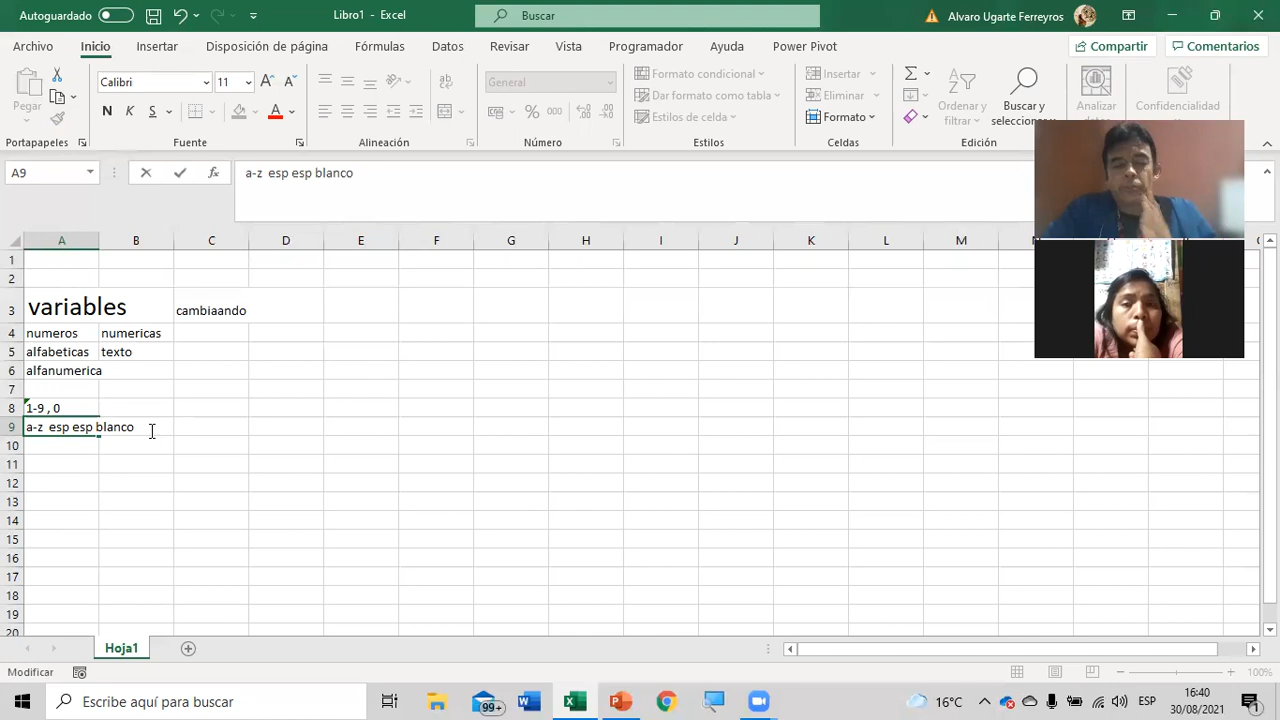 Autoguardado
Libro1 - Excel
Buscar
Alvaro Ugarte Ferreyros
Archivo Inicio Insertar Disposición de página Fórmulas Datos Revisar Vista Programador Ayuda Power Pivot
Compartir Comentarios
Pegar
Calibri 11
N K S
General
% 000
Formato condicional
Dar formato como tabla
Estilos de celda
Insertar
Eliminar
Formato
Ordenar y filtrar
Buscar y
Analizar
Confidencialidad
Portapapeles Fuente Alineación Número Estilos Celdas Edición
A9 fx a-z esp esp blanco
A B C D E F G H I J K L M
1
2
3 variables cambiaando
4 numeros numericas
5 alfabeticas texto
6 alfanumerica
7
8 1-9 , 0
9 a-z esp esp blanco
10
11
12
13
14
15
16
17
18
19
20
Hoja1
Modificar
100%
Escribe aquí para buscar
99+
16°C
ESP
16:40
30/08/2021
1